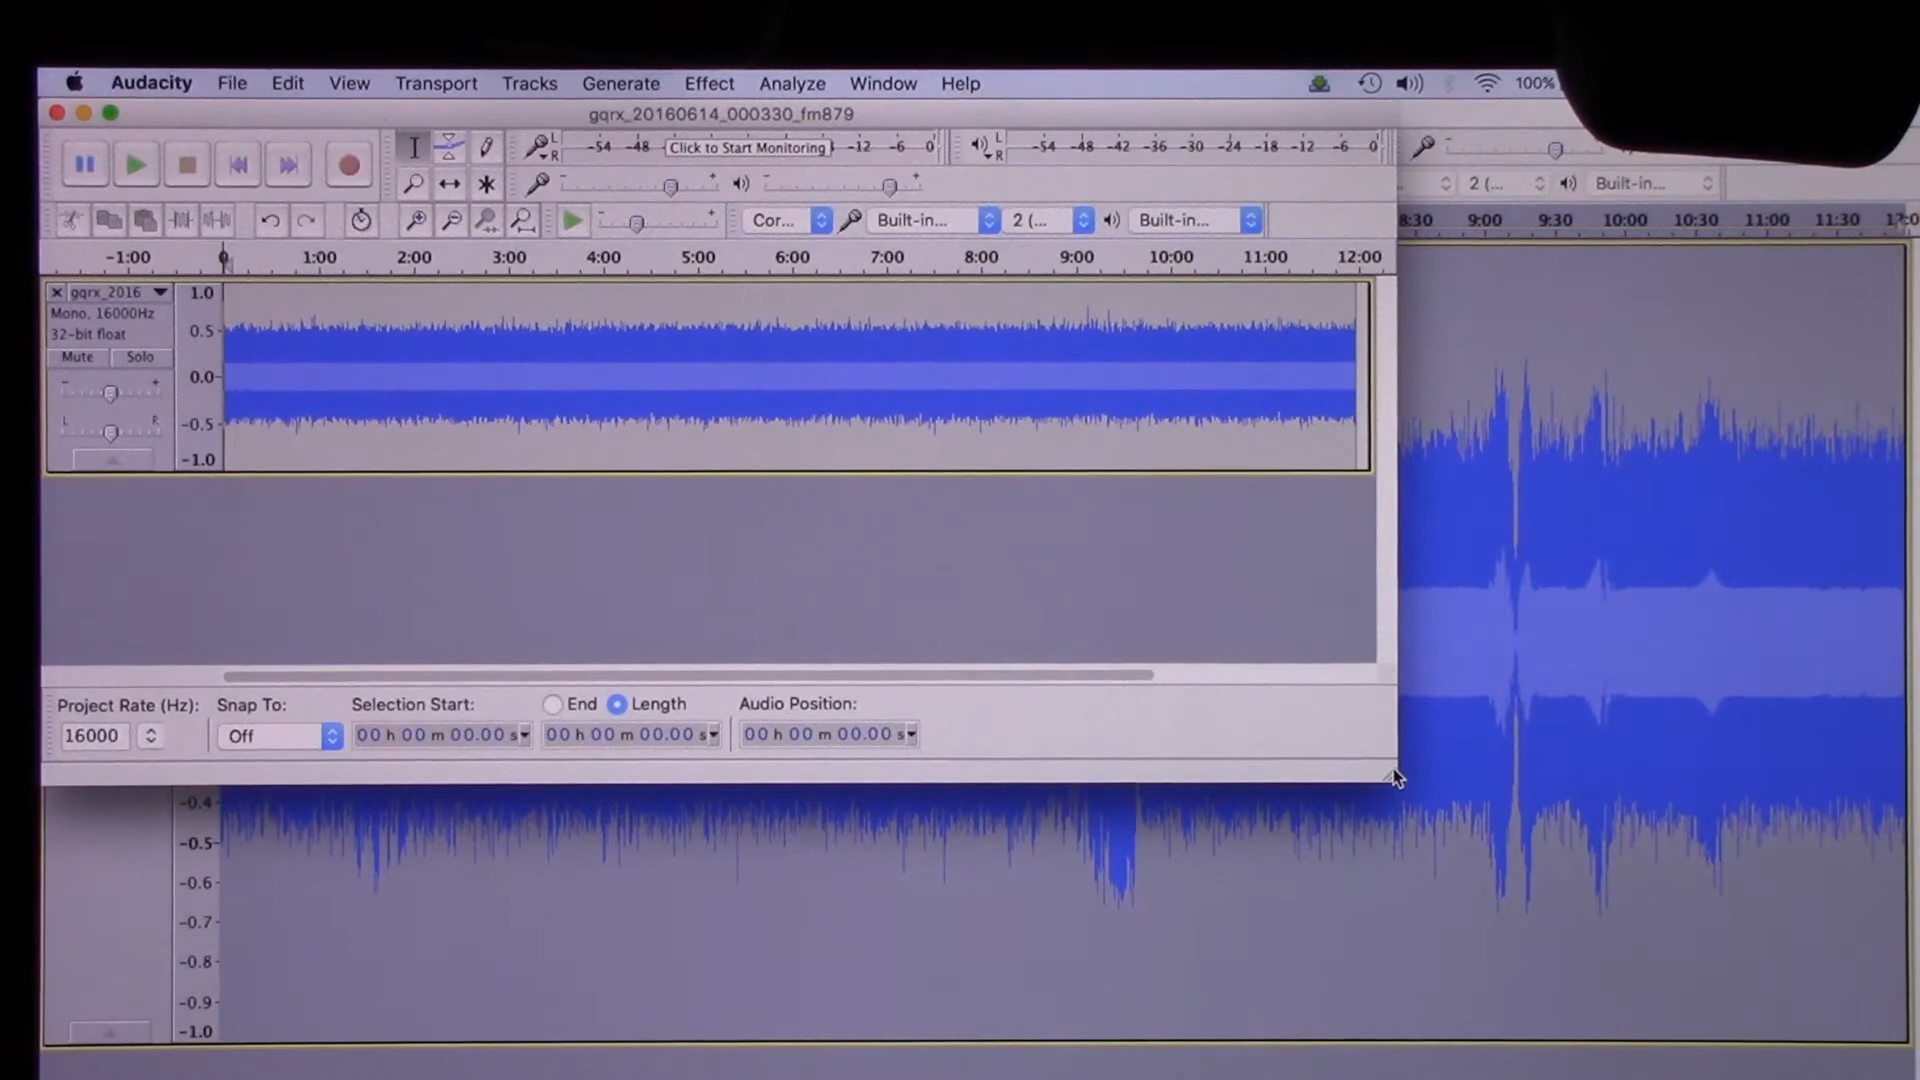 Audacity File Edit View Transport Tracks Generate Effect Analyze Window Help 100%
gqrx_20160614_000330_fm879
L R -54 -48 Click to Start Monitoring -12 -6 0 L R -54 -48 -42 -36 -30 -24 -18 -12 -6 0
2 (... Built-in...
Cor... Built-in... 2 (... Built-in...
8:30 9:00 9:30 10:00 10:30 11:00 11:30
-1:00 0 1:00 2:00 3:00 4:00 5:00 6:00 7:00 8:00 9:00 10:00 11:00 12:00
gqrx_2016
Mono, 16000Hz
32-bit float
Mute Solo
L R
1.0
0.5
0.0
-0.5
-1.0
Project Rate (Hz): Snap To: Selection Start: End Length Audio Position:
16000 Off 00 h 00 m 00.00 s 00 h 00 m 00.00 s 00 h 00 m 00.00 s
-0.4
-0.5
-0.6
-0.7
-0.8
-0.9
-1.0